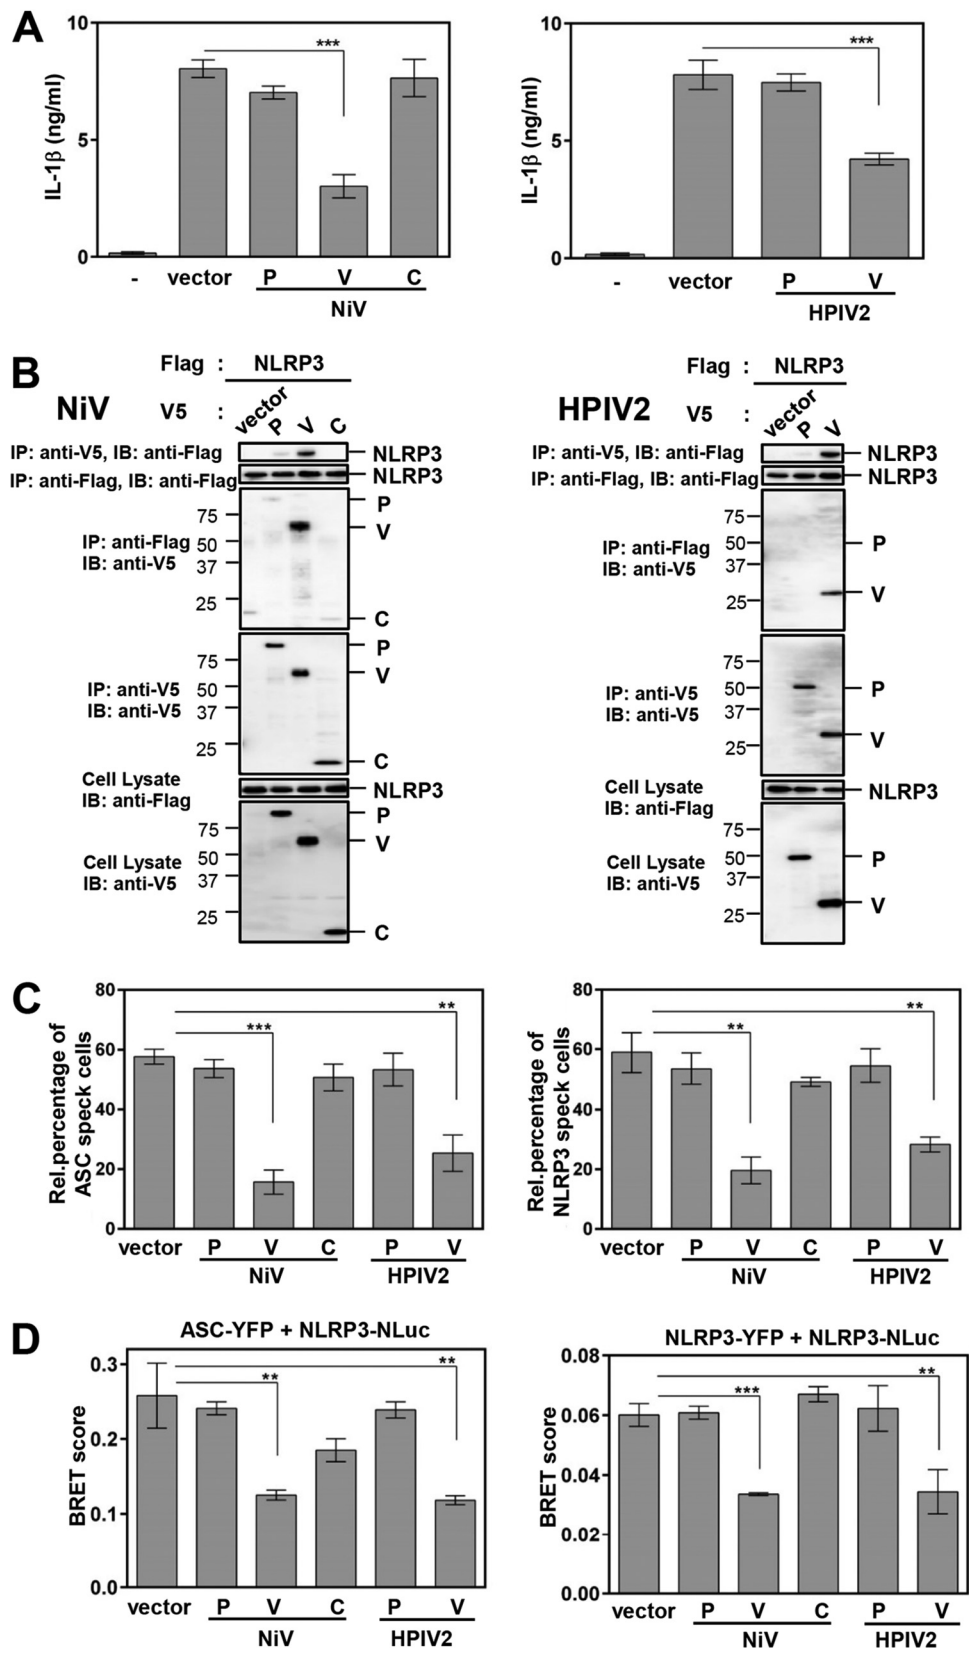 A
10
5
0
IL-1β (ng/ml)
***
- vector P V C
NiV
10
5
0
IL-1β (ng/ml)
***
- vector P V
HPIV2
B
Flag : NLRP3
NiV V5 : vector P V C
IP: anti-V5, IB: anti-Flag NLRP3
IP: anti-Flag, IB: anti-Flag NLRP3
IP: anti-Flag
IB: anti-V5
75
50
37
25
P
V
C
IP: anti-V5
IB: anti-V5
75
50
37
25
P
V
C
Cell Lysate
IB: anti-Flag
NLRP3
Cell Lysate
IB: anti-V5
75
50
37
25
P
V
C
Flag : NLRP3
HPIV2 V5 : vector P V
IP: anti-V5, IB: anti-Flag NLRP3
IP: anti-Flag, IB: anti-Flag NLRP3
IP: anti-Flag
IB: anti-V5
75
50
37
25
P
V
IP: anti-V5
IB: anti-V5
75
50
37
25
P
V
Cell Lysate
IB: anti-Flag
NLRP3
Cell Lysate
IB: anti-V5
75
50
37
25
P
V
C
80
60
40
20
0
Rel.percentage of
ASC speck cells
***
**
vector P V C P V
NiV HPIV2
80
60
40
20
0
Rel.percentage of
NLRP3 speck cells
**
**
vector P V C P V
NiV HPIV2
D
ASC-YFP + NLRP3-NLuc
0.3
0.2
0.1
0.0
BRET score
**
**
vector P V C P V
NiV HPIV2
NLRP3-YFP + NLRP3-NLuc
0.08
0.06
0.04
0.02
0.00
BRET score
***
**
vector P V C P V
NiV HPIV2